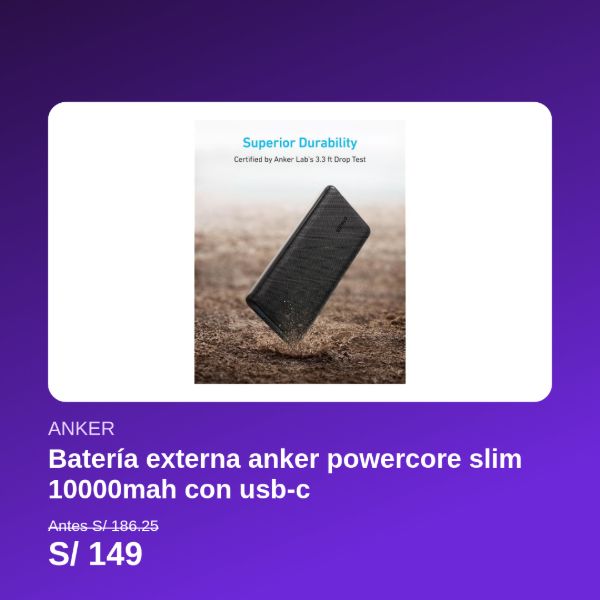 Superior Durability
Certified by Anker Lab's 3.3 ft Drop Test
ANKER
ANKER
Batería externa anker powercore slim
10000mah con usb-c
Antes S/ 186.25
S/ 149